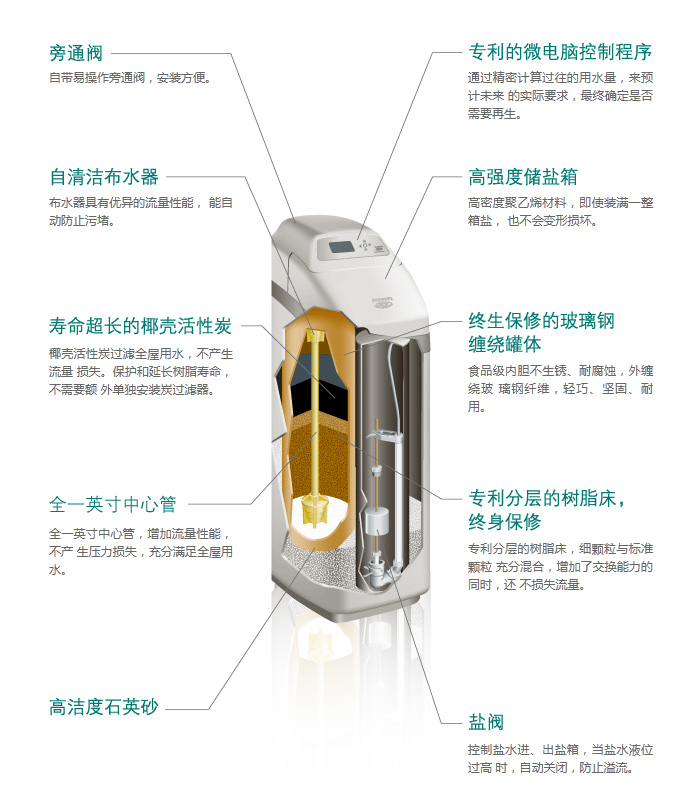 旁通阀
自带易操作旁通阀，安装方便。
自清洁布水器
布水器具有优异的流量性能， 能自
动防止污堵。
寿命超长的椰壳活性炭
椰壳活性炭过滤全屋用水，不产生
流量 损失。保护和延长树脂寿命，
不需要额 外单独安装炭过滤器。
全一英寸中心管
全一英寸中心管，增加流量性能，
不产 生压力损失，充分满足全屋用
水。
高洁度石英砂
专利的微电脑控制程序
通过精密计算过往的用水量，来预
计未来 的实际要求，最终确定是否
需要再生。
高强度储盐箱
高密度聚乙烯材料，即使装满一整
箱盐， 也不会变形损坏。
终生保修的玻璃钢
缠绕罐体
食品级内胆不生锈、耐腐蚀，外缠
绕玻 璃钢纤维，轻巧、坚固、耐
用。
专利分层的树脂床，
终身保修
专利分层的树脂床，细颗粒与标准
颗粒 充分混合，增加了交换能力的
同时，还 不损失流量。
盐阀
控制盐水进、出盐箱，当盐水液位
过高 时，自动关闭，防止溢流。